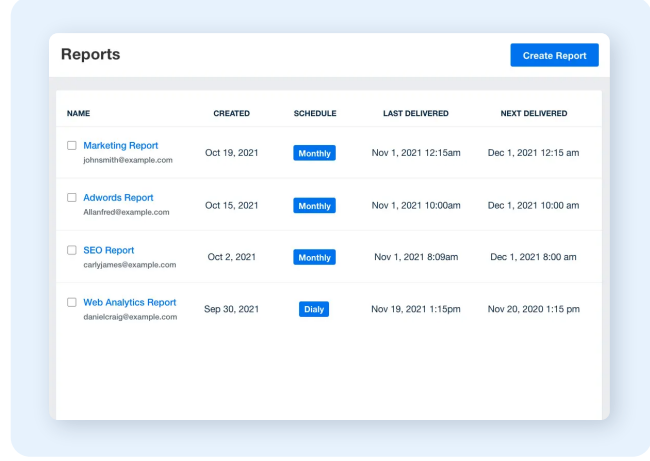 Reports
Create Report
NAME CREATED SCHEDULE LAST DELIVERED NEXT DELIVERED
Marketing Report
johnsmith@example.com
Oct 19, 2021 Monthly Nov 1, 2021 12:15am Dec 1, 2021 12:15 am
Adwords Report
Allanfred@example.com
Oct 15, 2021 Monthly Nov 1, 2021 10:00am Dec 1, 2021 10:00 am
SEO Report
carlyjames@example.com
Oct 2, 2021 Monthly Nov 1, 2021 8:09am Dec 1, 2021 8:00 am
Web Analytics Report
danielcraig@example.com
Sep 30, 2021 Dialy Nov 19, 2021 1:15pm Nov 20, 2020 1:15 pm